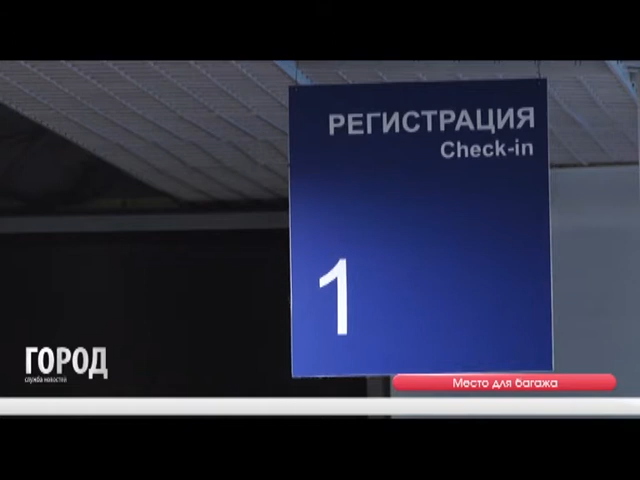 РЕГИСТРАЦИЯ
Check-in
1
ГОРОД
служба новостей
Место для багажа